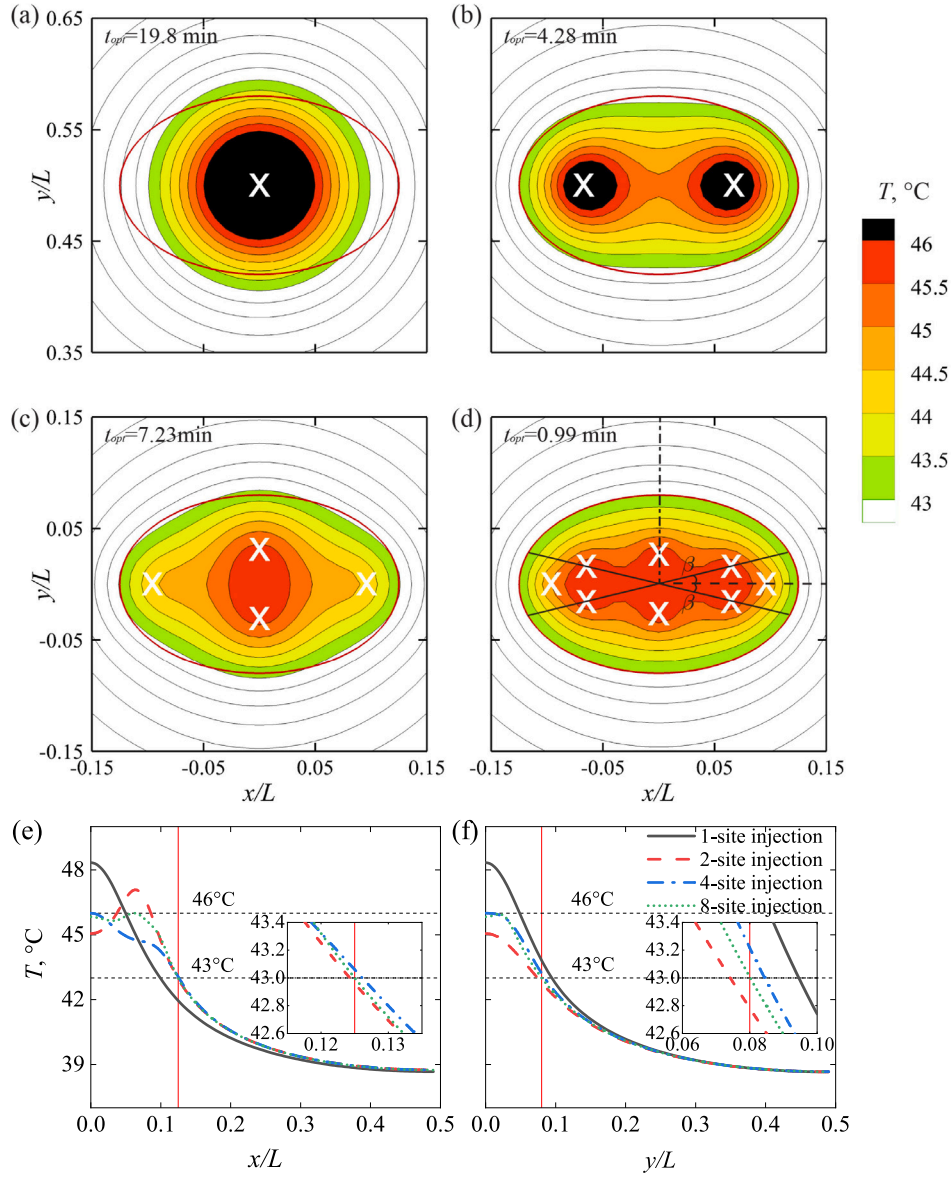 (a)
t_opt=19.8 min
0.65
0.55
0.45
0.35
y/L
X
(b)
t_opt=4.28 min
X X
T, °C
46
45.5
45
44.5
44
43.5
43
(c)
t_opt=7.23min
0.15
0.05
-0.05
-0.15
y/L
X
X X
X
-0.15 -0.05 0.05 0.15
x/L
(d)
t_opt=0.99 min
X
X X
X X
X X
X
β
β
-0.15 -0.05 0.05 0.15
x/L
(e)
48
45
42
39
T, °C
46°C
43°C
43.4
43.2
43.0
42.8
42.6
0.12 0.13
0.0 0.1 0.2 0.3 0.4 0.5
x/L
(f)
1-site injection
2-site injection
4-site injection
8-site injection
46°C
43°C
43.4
43.2
43.0
42.8
42.6
0.06 0.08 0.10
0.0 0.1 0.2 0.3 0.4 0.5
y/L